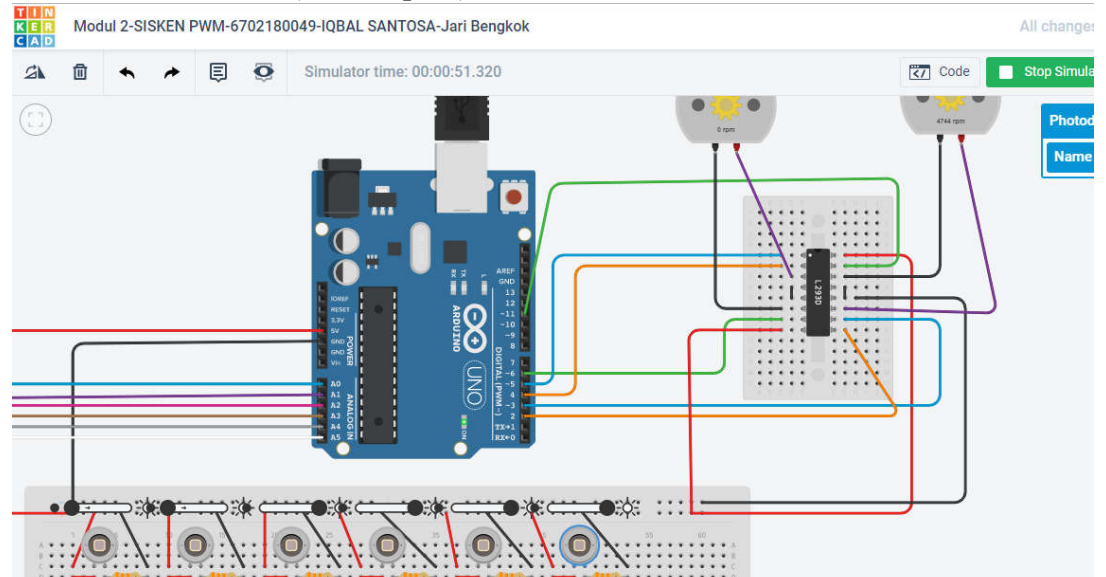 TIN
KER
CAD
Modul 2-SISKEN PWM-6702180049-IQBAL SANTOSA-Jari Bengkok
All changes
Simulator time: 00:00:51.320
Code
Stop Simula
Photod
Name
0 rpm
4744 rpm
L293D
AREF
GND
13
12
~11
~10
~9
8
7
~6
~5
4
~3
2
TX→1
RX←0
DIGITAL (PWM~)
RX
TX
L
ARDUINO
UNO
ON
IOREF
RESET
3.3V
5V
GND
GND
Vin
POWER
A0
A1
A2
A3
A4
A5
ANALOG IN